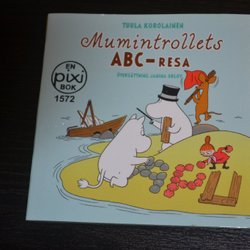 TUULA KOROLAINEN
Mumintrollets
ABC-RESA
ÖVERSÄTTNING JANINA ORLOV
EN
pixi
BOK
1572